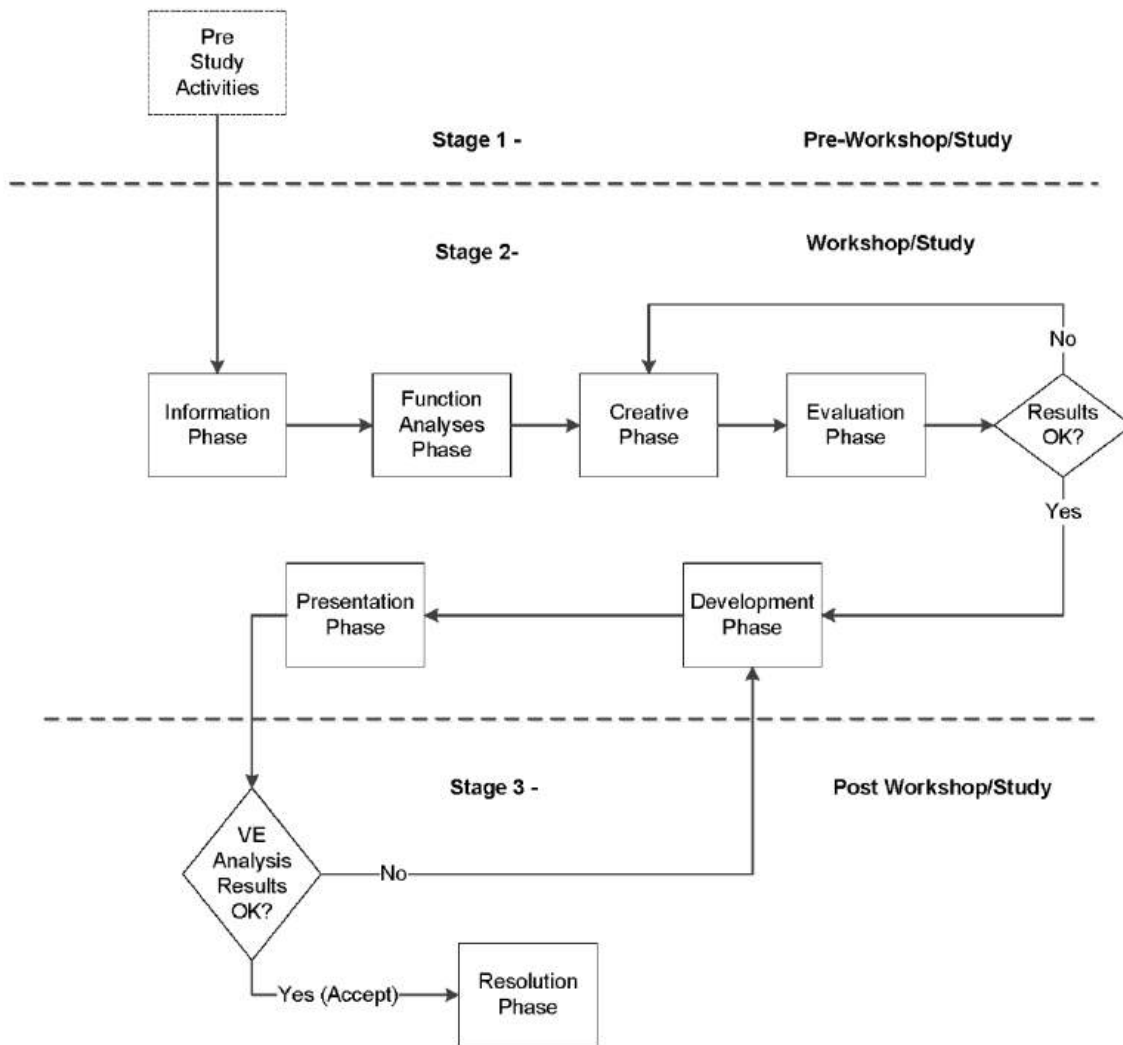 Pre
Study
Activities
Stage 1 -
Pre-Workshop/Study
Stage 2-
Workshop/Study
No
Information
Phase
Function
Analyses
Phase
Creative
Phase
Evaluation
Phase
Results
OK?
Yes
Presentation
Phase
Development
Phase
Stage 3 -
Post Workshop/Study
VE
Analysis
Results
OK?
No
Yes (Accept)
Resolution
Phase